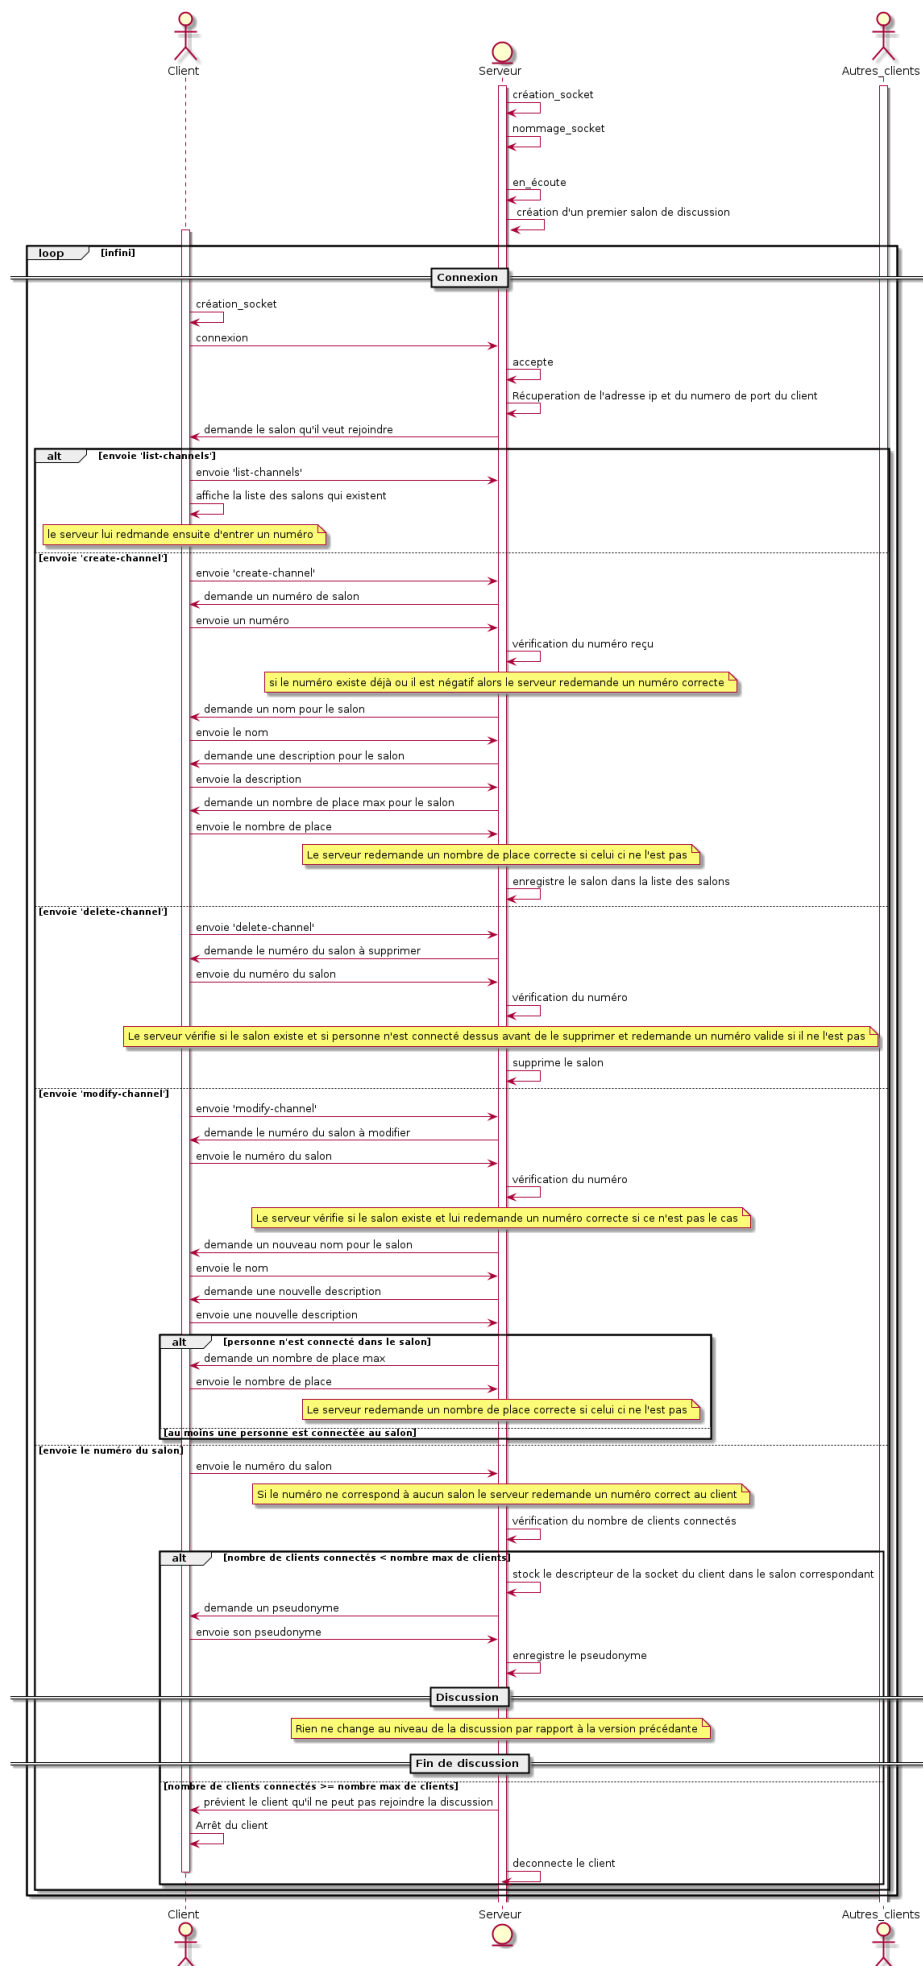 Client
Serveur
Autres_clients
création_socket
nommage_socket
en_écoute
création d'un premier salon de discussion
loop [infini]
Connexion
création_socket
connexion
accepte
Récuperation de l'adresse ip et du numero de port du client
demande le salon qu'il veut rejoindre
alt [envoie 'list-channels']
envoie 'list-channels'
affiche la liste des salons qui existent
le serveur lui redmande ensuite d'entrer un numéro
[envoie 'create-channel']
envoie 'create-channel'
demande un numéro de salon
envoie un numéro
vérification du numéro reçu
si le numéro existe déjà ou il est négatif alors le serveur redemande un numéro correcte
demande un nom pour le salon
envoie le nom
demande une description pour le salon
envoie la description
demande un nombre de place max pour le salon
envoie le nombre de place
Le serveur redemande un nombre de place correcte si celui ci ne l'est pas
enregistre le salon dans la liste des salons
[envoie 'delete-channel']
envoie 'delete-channel'
demande le numéro du salon à supprimer
envoie du numéro du salon
vérification du numéro
Le serveur vérifie si le salon existe et si personne n'est connecté dessus avant de le supprimer et redemande un numéro valide si il ne l'est pas
supprime le salon
[envoie 'modify-channel']
envoie 'modify-channel'
demande le numéro du salon à modifier
envoie le numéro du salon
vérification du numéro
Le serveur vérifie si le salon existe et lui redemande un numéro correcte si ce n'est pas le cas
demande un nouveau nom pour le salon
envoie le nom
demande une nouvelle description
envoie une nouvelle description
alt [personne n'est connecté dans le salon]
demande un nombre de place max
envoie le nombre de place
Le serveur redemande un nombre de place correcte si celui ci ne l'est pas
[au moins une personne est connectée au salon]
[envoie le numéro du salon]
envoie le numéro du salon
Si le numéro ne correspond à aucun salon le serveur redemande un numéro correct au client
vérification du nombre de clients connectés
alt [nombre de clients connectés < nombre max de clients]
stock le descripteur de la socket du client dans le salon correspondant
demande un pseudonyme
envoie son pseudonyme
enregistre le pseudonyme
Discussion
Rien ne change au niveau de la discussion par rapport à la version précédante
Fin de discussion
[nombre de clients connectés >= nombre max de clients]
prévient le client qu'il ne peut pas rejoindre la discussion
Arrêt du client
deconnecte le client
Client
Serveur
Autres_clients